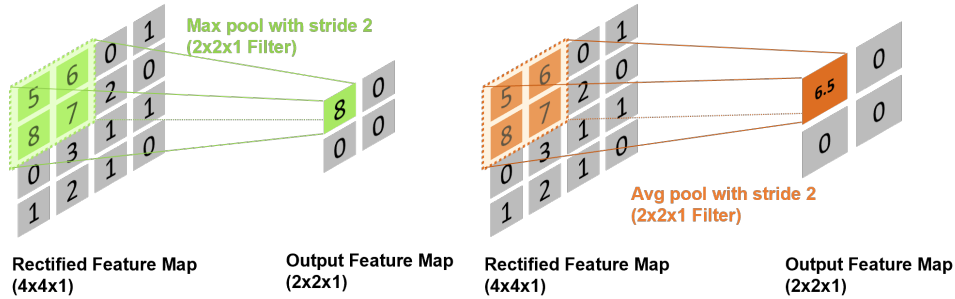 Max pool with stride 2
(2x2x1 Filter)
5 6 0 1
8 7 2 0
0 3 1 1
1 2 1 0
8 0
0 0
Rectified Feature Map
(4x4x1)
Output Feature Map
(2x2x1)
5 6 0 1
8 7 2 0
0 3 1 1
1 2 1 0
6.5 0
0 0
Avg pool with stride 2
(2x2x1 Filter)
Rectified Feature Map
(4x4x1)
Output Feature Map
(2x2x1)